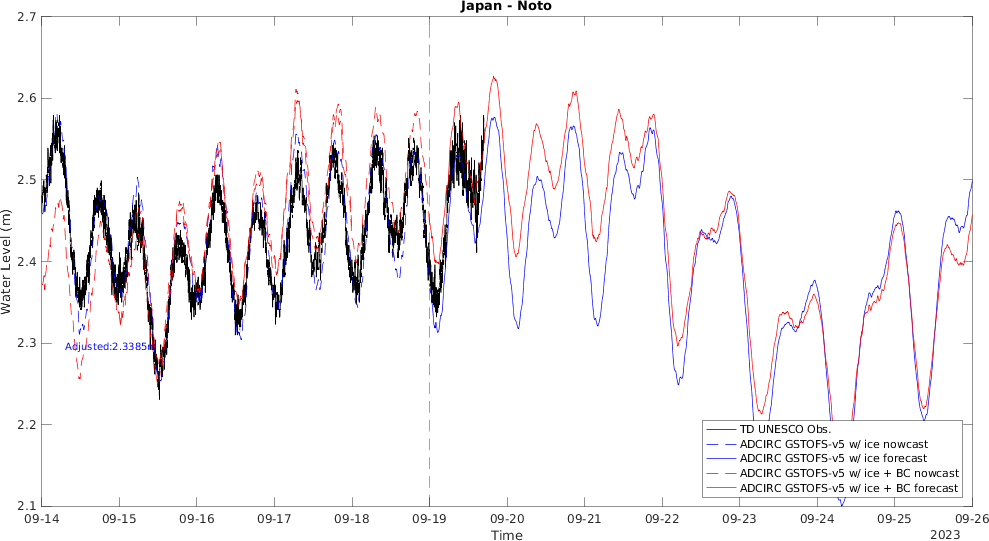 Japan - Noto
2.7
2.6
2.5
2.4
2.3
2.2
2.1
Water Level (m)
Adjusted:2.3385m
TD UNESCO Obs.
ADCIRC GSTOFS-v5 w/ ice nowcast
ADCIRC GSTOFS-v5 w/ ice forecast
ADCIRC GSTOFS-v5 w/ ice + BC nowcast
ADCIRC GSTOFS-v5 w/ ice + BC forecast
09-14 09-15 09-16 09-17 09-18 09-19 09-20 09-21 09-22 09-23 09-24 09-25 09-26
Time
2023